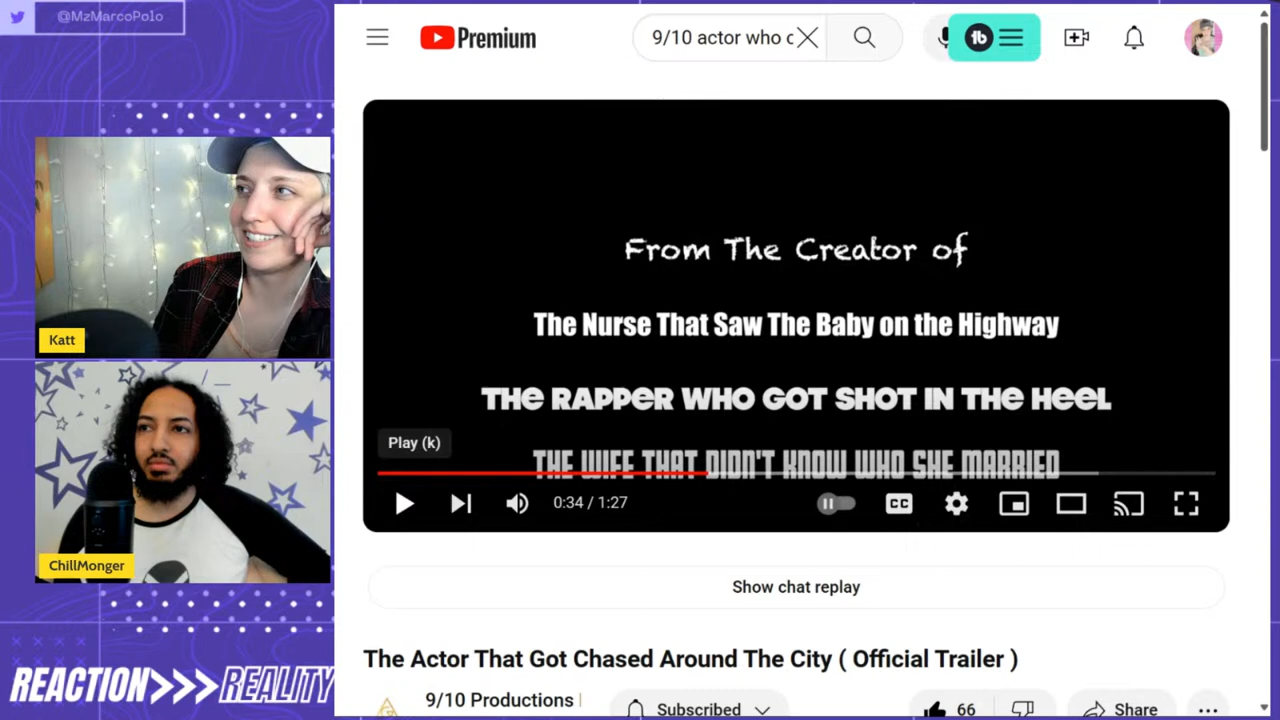 @MzMarcoPolo
Premium
9/10 actor who c
Katt
ChillMonger
REACTION>>>REALITY
From The Creator of
The Nurse That Saw The Baby on the Highway
THE RAPPER WHO GOT SHOT IN THE HEEL
THE WIFE THAT DIDN'T KNOW WHO SHE MARRIED
Play (k)
0:34 / 1:27
CC
Show chat replay
The Actor That Got Chased Around The City ( Official Trailer )
9/10 Productions
Subscribed
66
Share